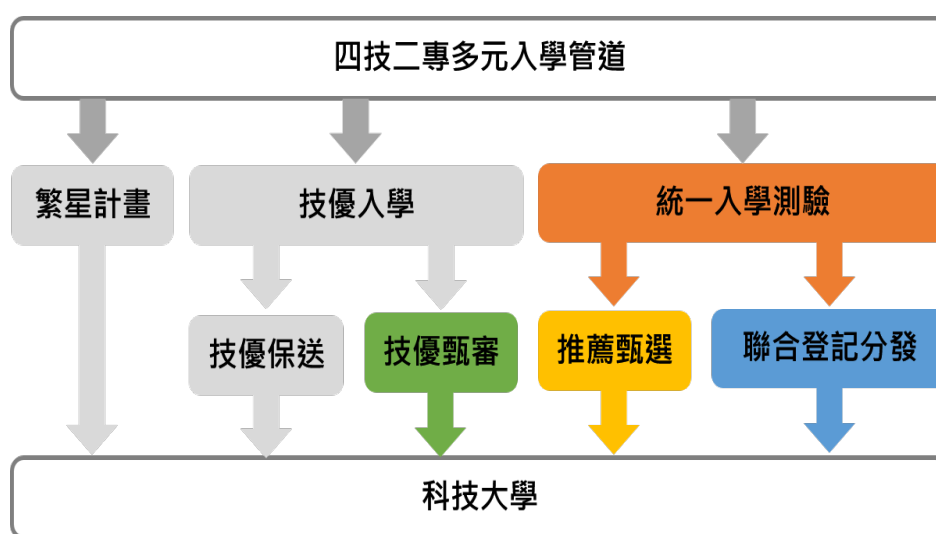 四技二專多元入學管道
繁星計畫
技優入學
統一入學測驗
技優保送
技優甄審
推薦甄選
聯合登記分發
科技大學